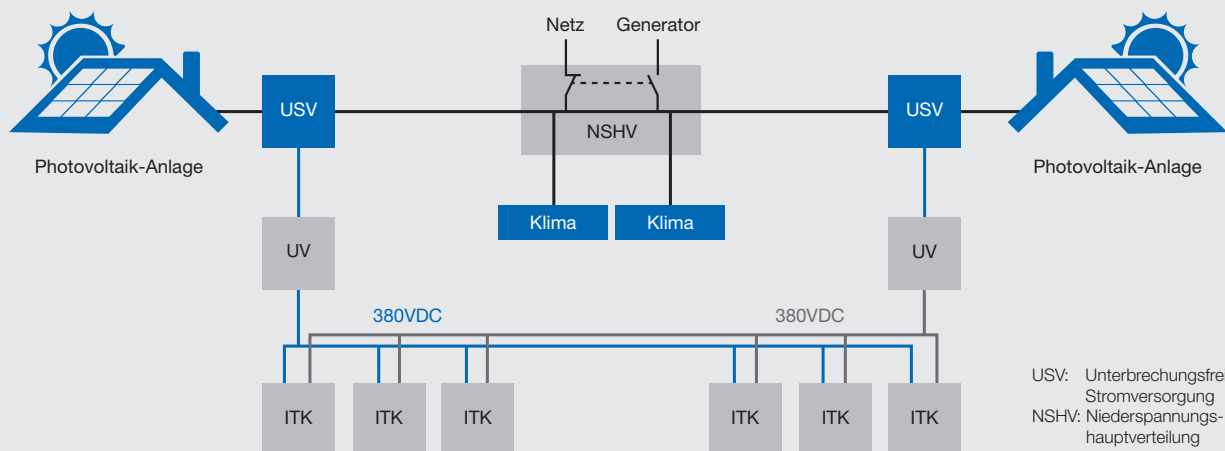 Netz Generator
USV NSHV USV
Photovoltaik-Anlage Photovoltaik-Anlage
Klima Klima
UV UV
380VDC 380VDC
ITK ITK ITK ITK ITK ITK
USV: Unterbrechungsfrei
Stromversorgung
NSHV: Niederspannungs-
hauptverteilung